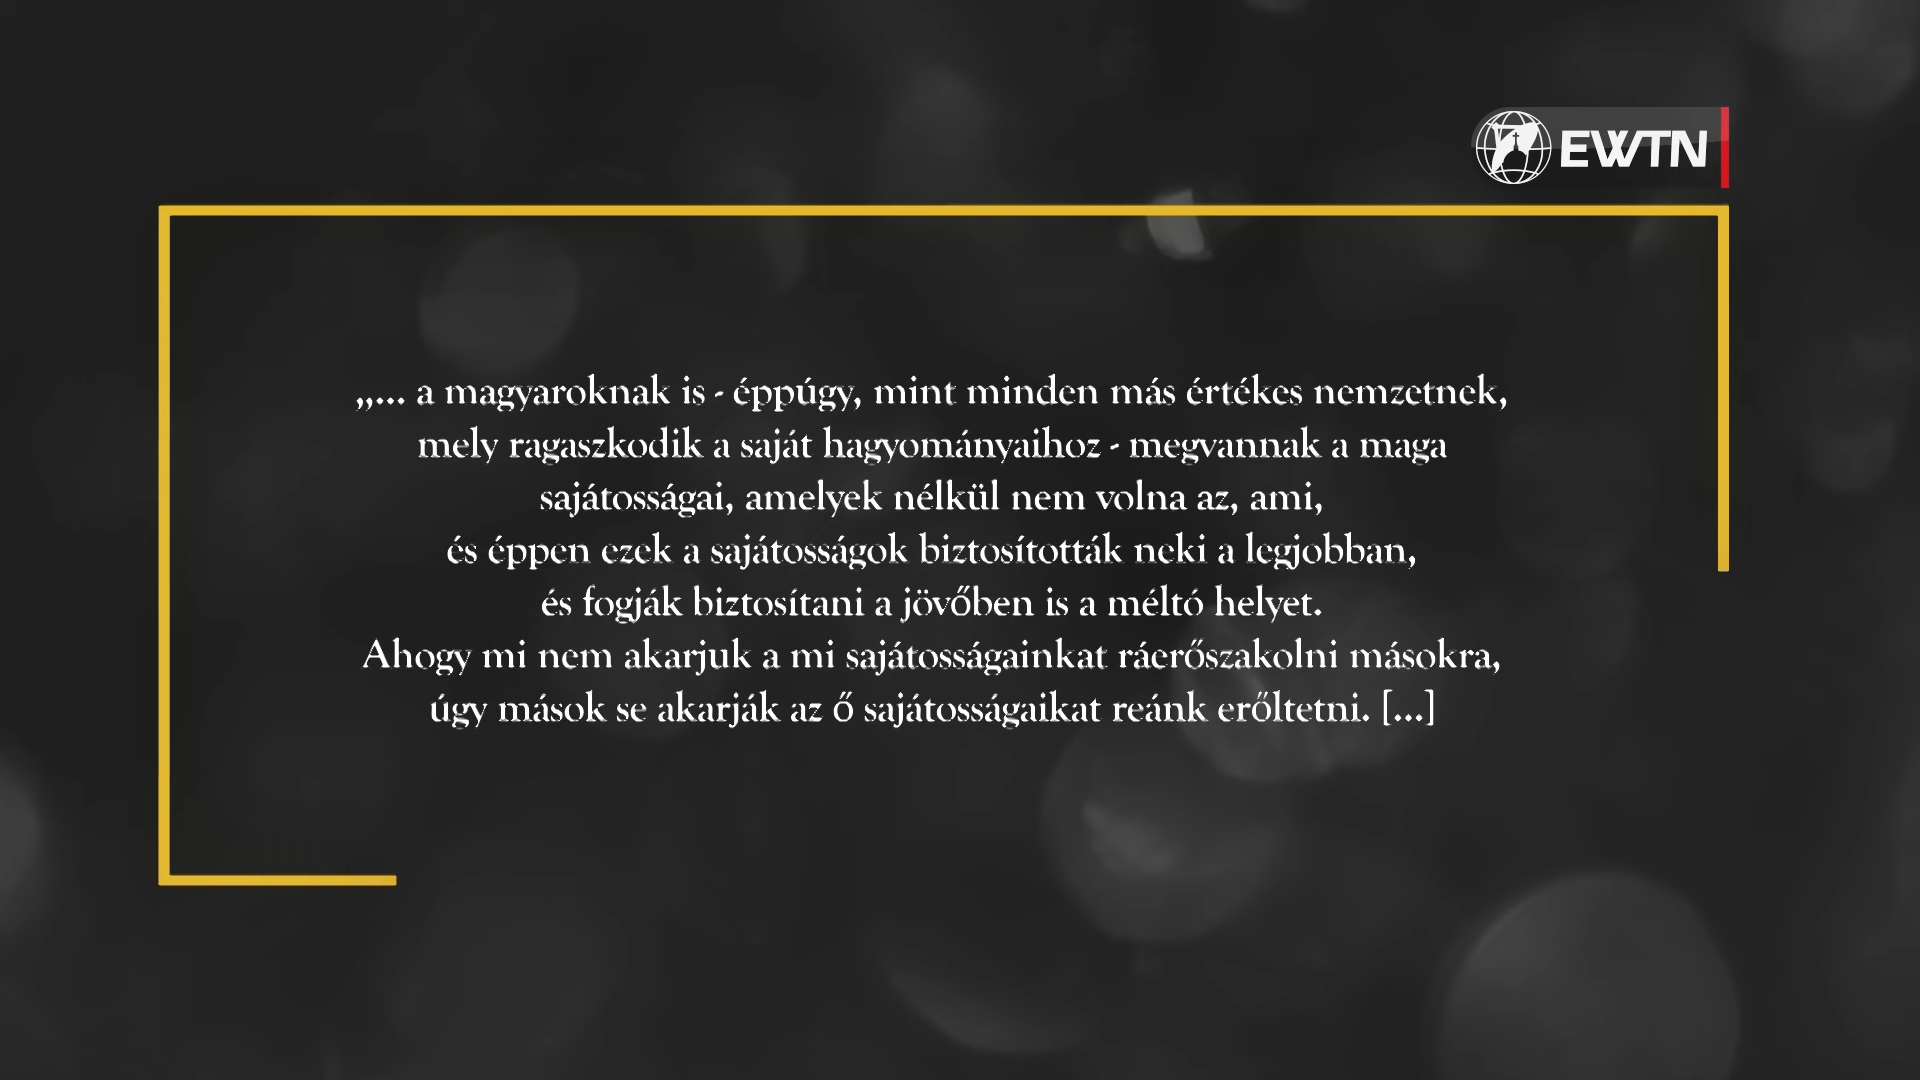 EWTN
„... a magyaroknak is - éppúgy, mint minden más értékes nemzetnek,
mely ragaszkodik a saját hagyományaihoz - megvannak a maga
sajátosságai, amelyek nélkül nem volna az, ami,
és éppen ezek a sajátosságok biztosították neki a legjobban,
és fogják biztosítani a jövőben is a méltó helyet.
Ahogy mi nem akarjuk a mi sajátosságainkat ráerőszakolni másokra,
úgy mások se akarják az ő sajátosságaikat reánk erőltetni. [...]